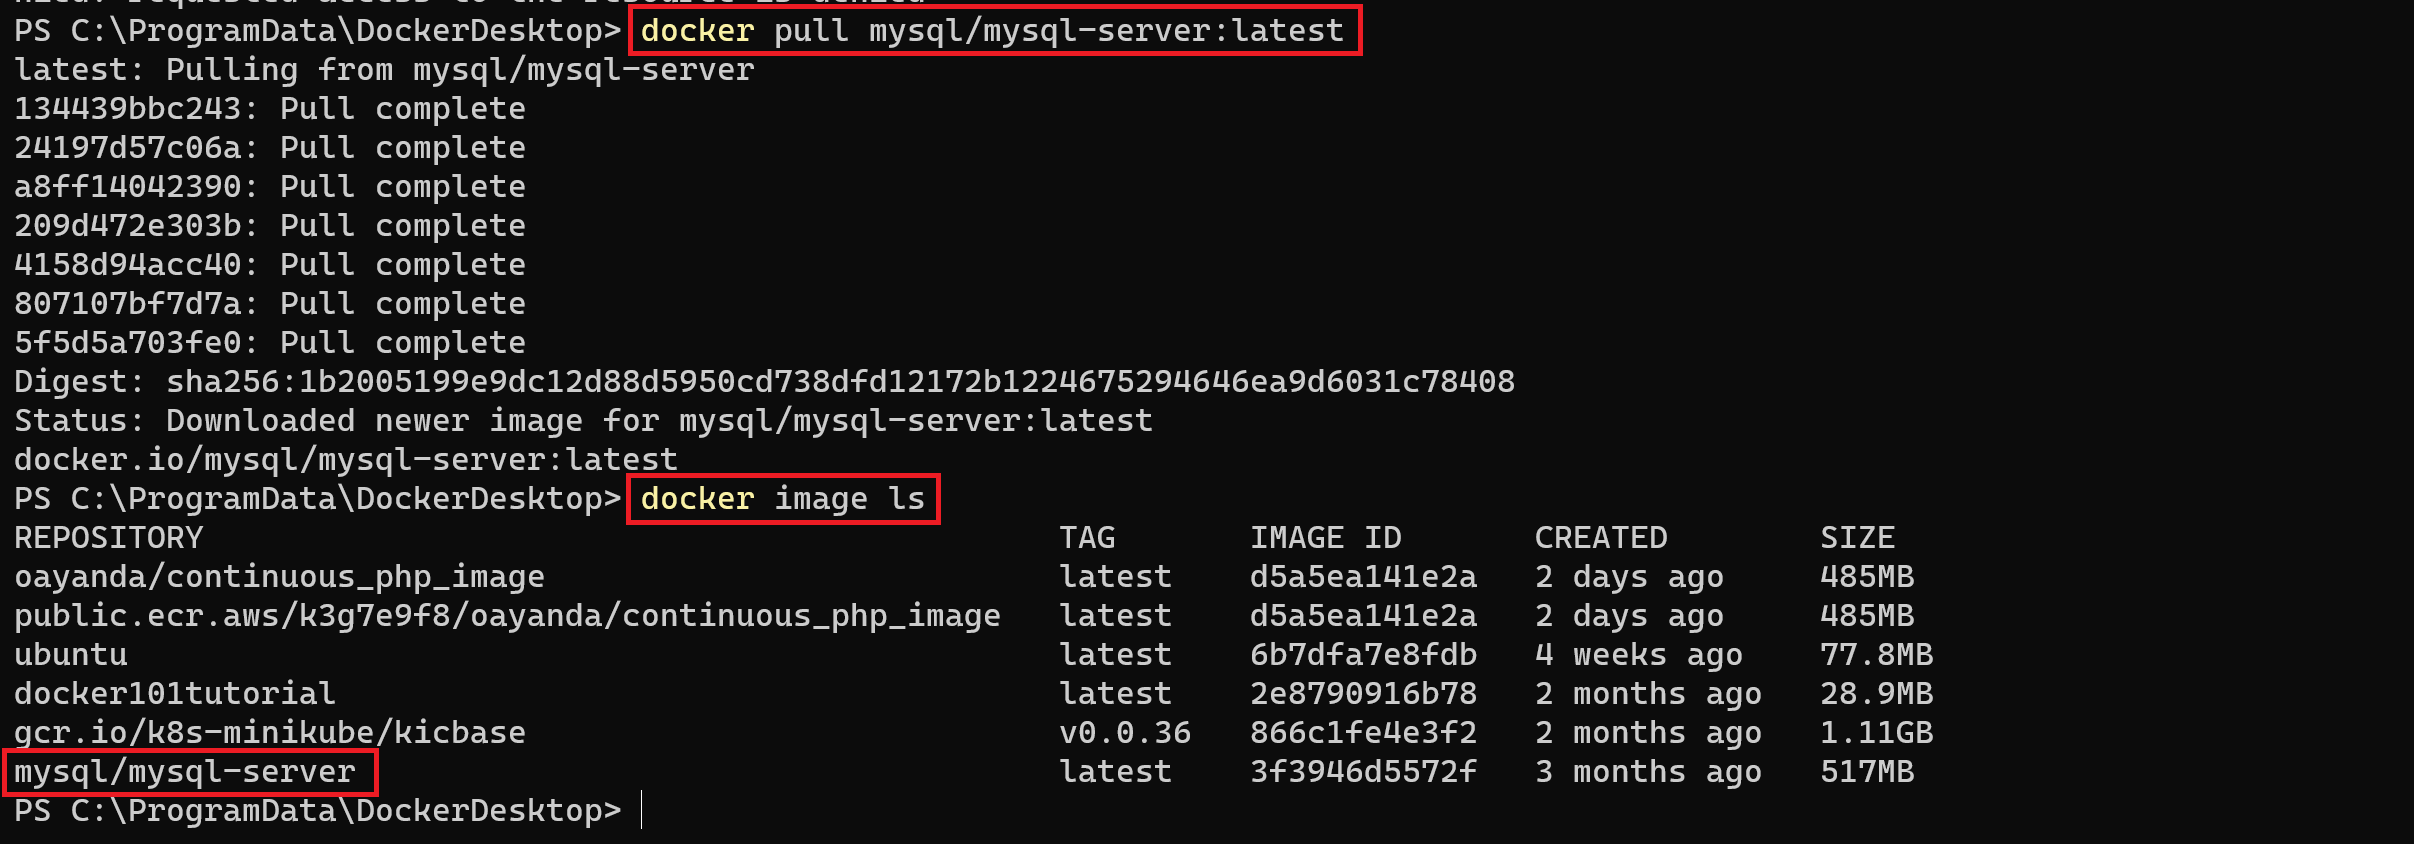 PS C:\ProgramData\DockerDesktop> docker pull mysql/mysql-server:latest
latest: Pulling from mysql/mysql-server
134439bbc243: Pull complete
24197d57c06a: Pull complete
a8ff14042390: Pull complete
209d472e303b: Pull complete
4158d94acc40: Pull complete
807107bf7d7a: Pull complete
5f5d5a703fe0: Pull complete
Digest: sha256:1b2005199e9dc12d88d5950cd738dfd12172b1224675294646ea9d6031c78408
Status: Downloaded newer image for mysql/mysql-server:latest
docker.io/mysql/mysql-server:latest
PS C:\ProgramData\DockerDesktop> docker image ls
REPOSITORY TAG IMAGE ID CREATED SIZE
oayanda/continuous_php_image latest d5a5ea141e2a 2 days ago 485MB
public.ecr.aws/k3g7e9f8/oayanda/continuous_php_image latest d5a5ea141e2a 2 days ago 485MB
ubuntu latest 6b7dfa7e8fdb 4 weeks ago 77.8MB
docker101tutorial latest 2e8790916b78 2 months ago 28.9MB
gcr.io/k8s-minikube/kicbase v0.0.36 866c1fe4e3f2 2 months ago 1.11GB
mysql/mysql-server latest 3f3946d5572f 3 months ago 517MB
PS C:\ProgramData\DockerDesktop>